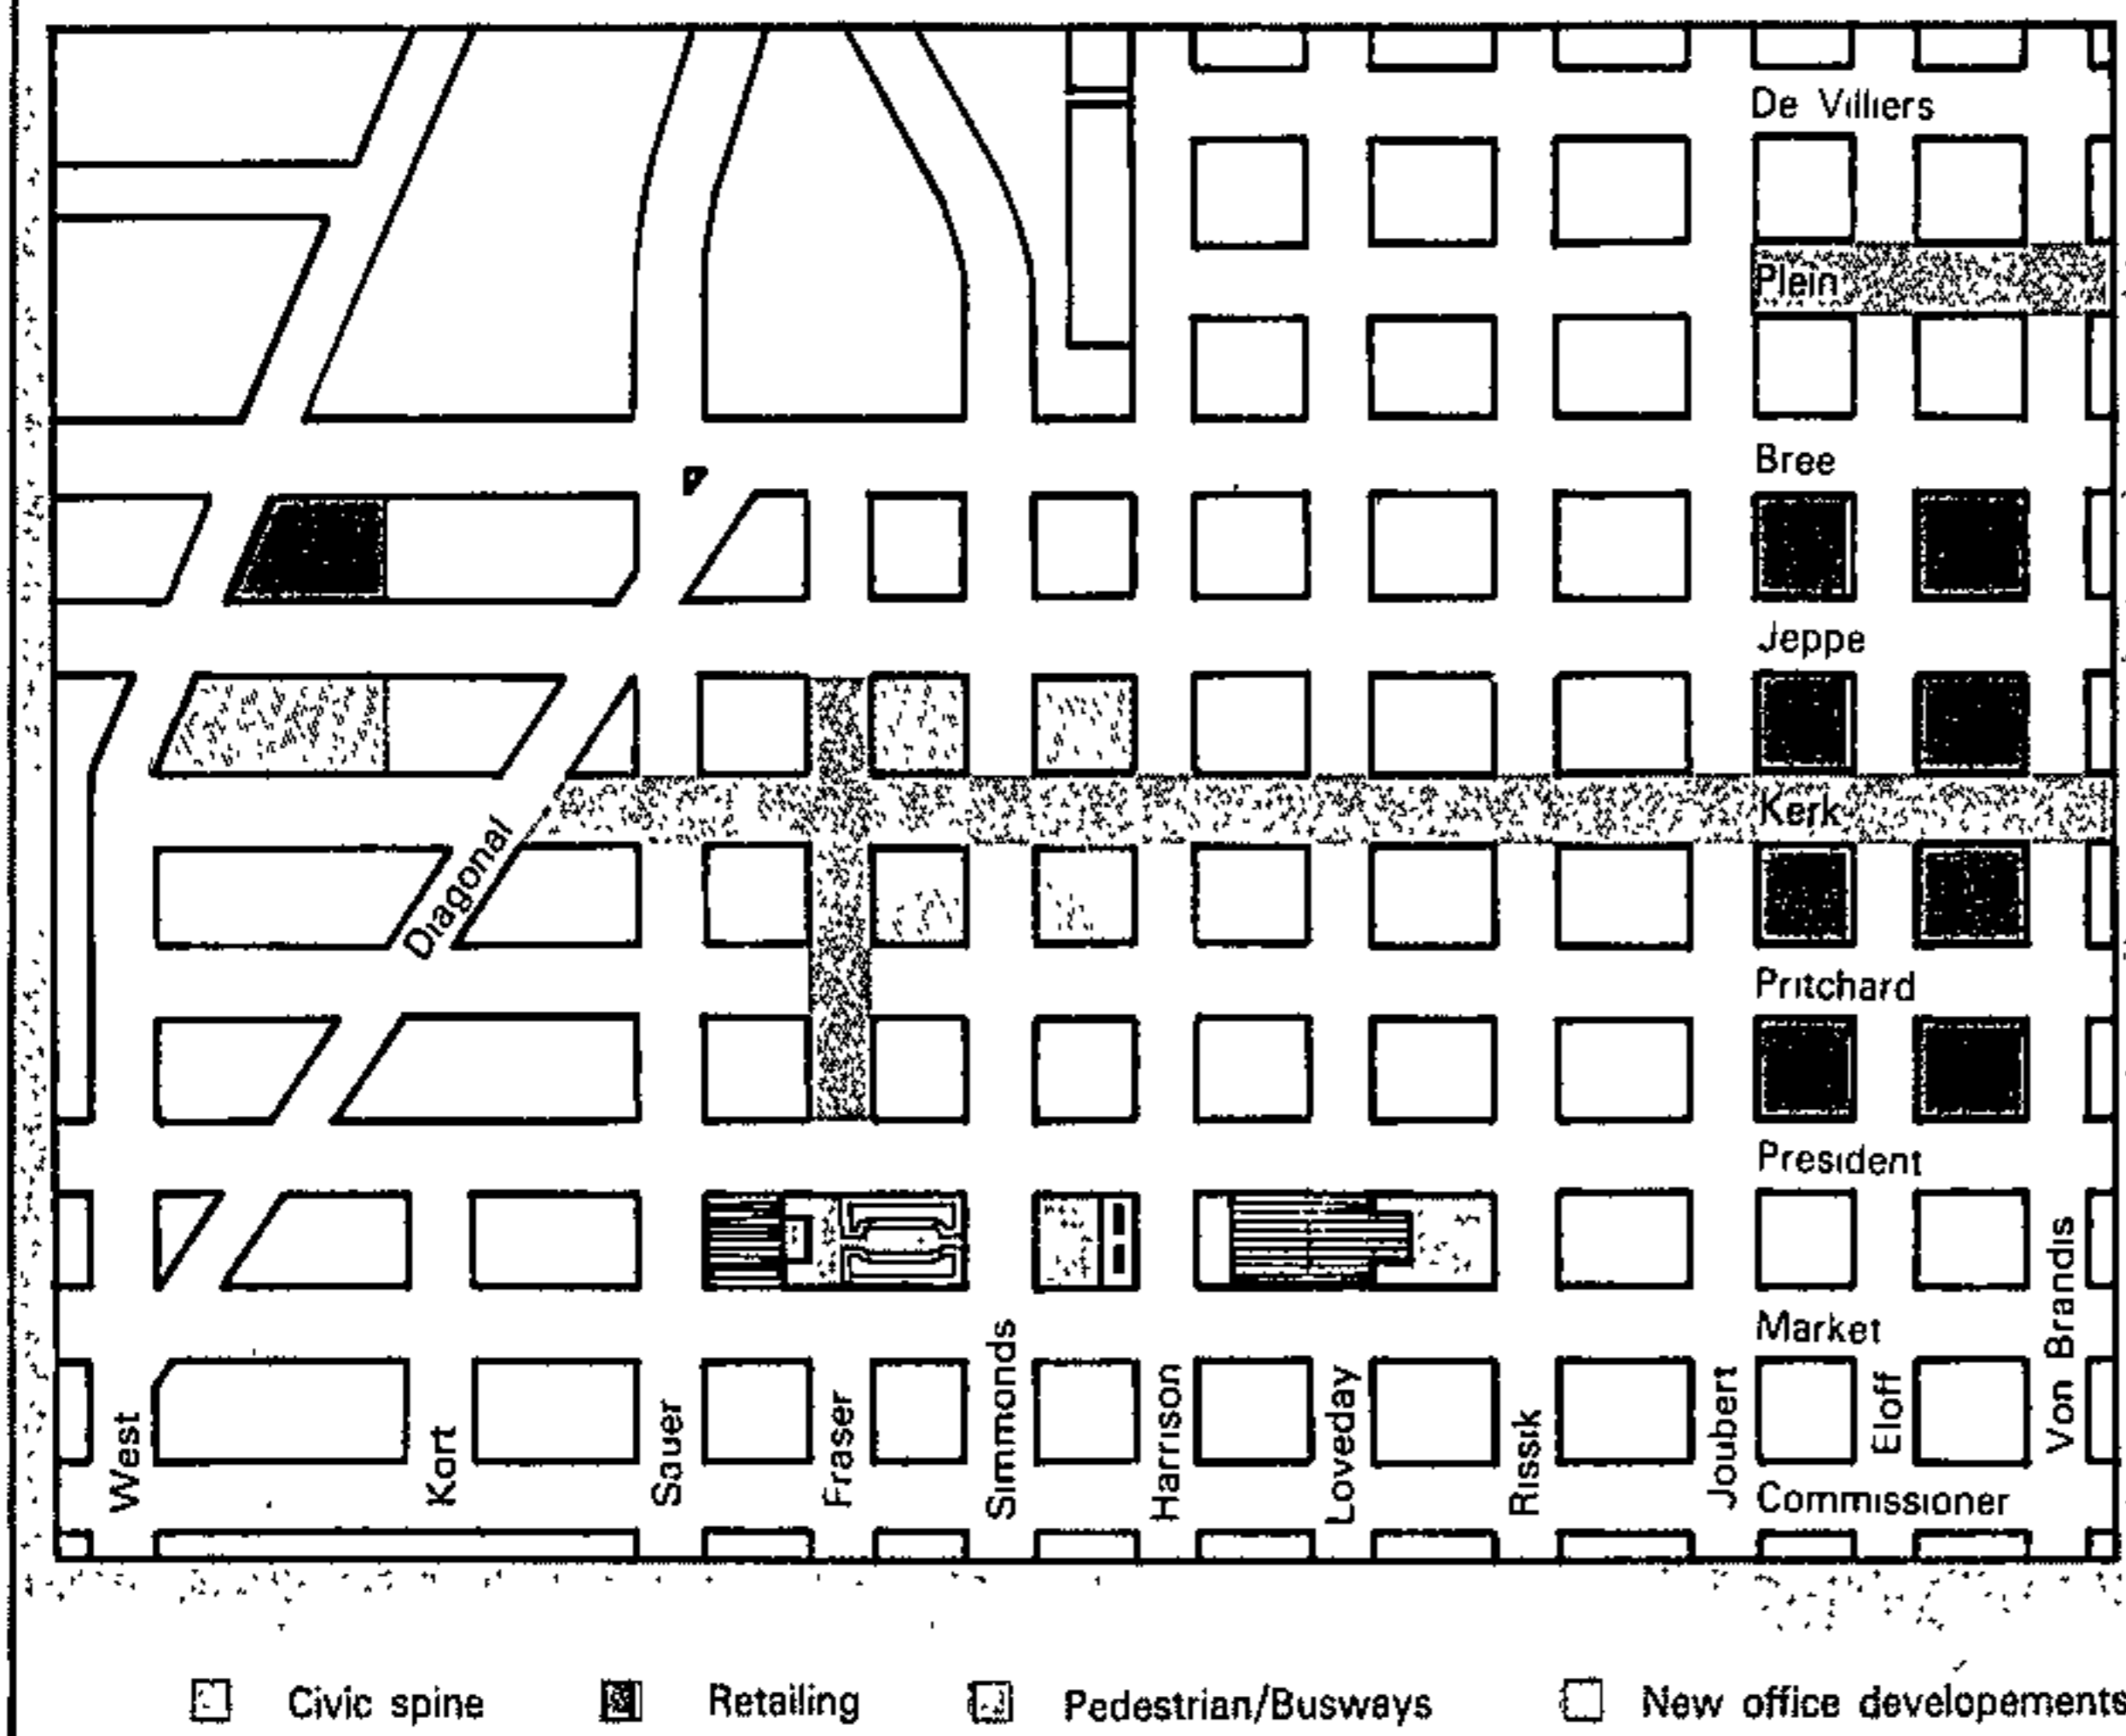 De Villiers
Plein
Bree
Jeppe
Kerk
Diagonal
Pritchard
President
Market
West
Kort
Sauer
Fraser
Simmonds
Harrison
Loveday
Rissik
Joubert
Eloff
Von Brandis
Commissioner
Civic spine
Retailing
Pedestrian/Busways
New office developements